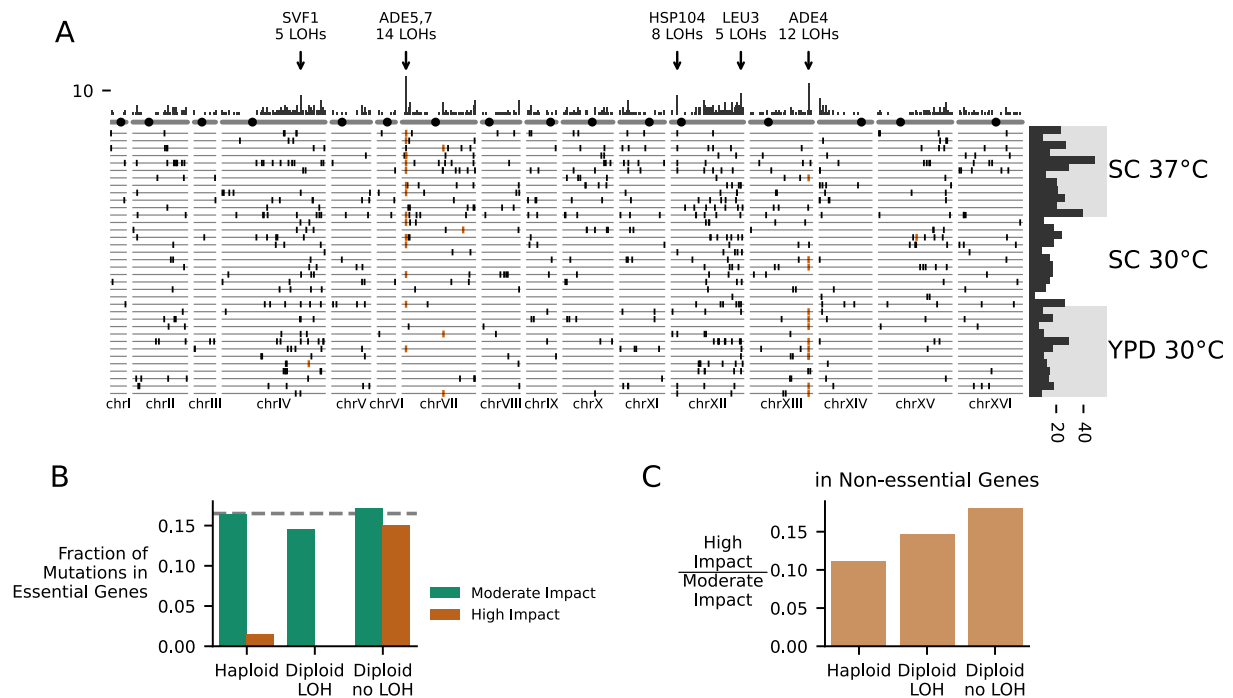 A
SVF1
5 LOHs
ADE5,7
14 LOHs
HSP104
8 LOHs
LEU3
5 LOHs
ADE4
12 LOHs
10
SC 37°C
SC 30°C
YPD 30°C
chrI chrII chrIII chrIV chrV chrVI chrVII chrVIII chrIX chrX chrXI chrXII chrXIII chrXIV chrXV chrXVI
20 40
B
Fraction of
Mutations in
Essential Genes
0.15
0.10
0.05
0.00
Haploid
Diploid
LOH
Diploid
no LOH
Moderate Impact
High Impact
C
in Non-essential Genes
High
Impact
Moderate
Impact
0.15
0.10
0.05
0.00
Haploid
Diploid
LOH
Diploid
no LOH